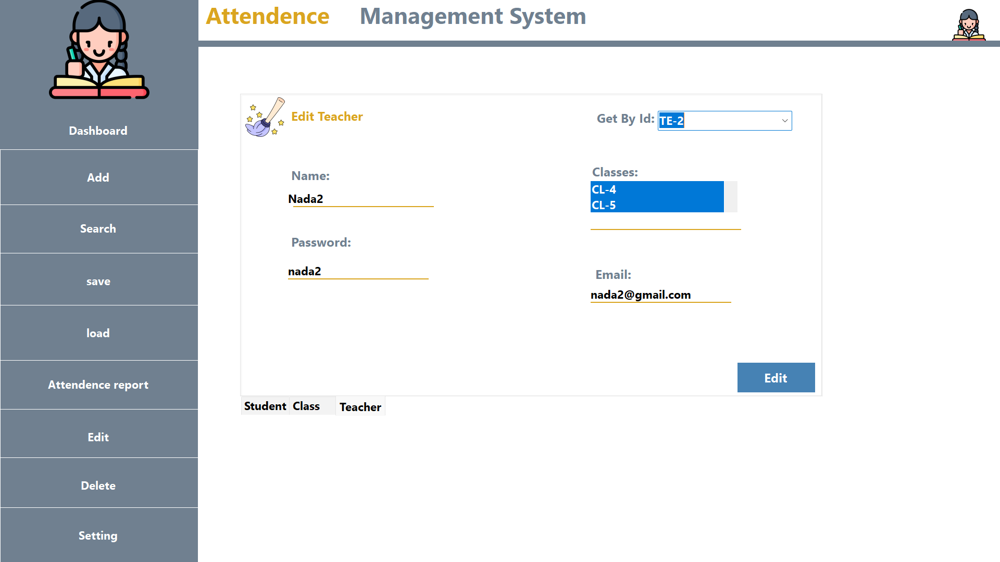 Attendence Management System
Dashboard
Add
Search
save
load
Attendence report
Edit
Delete
Setting
Edit Teacher
Get By Id: TE-2
Name:
Nada2
Classes:
CL-4
CL-5
Password:
nada2
Email:
nada2@gmail.com
Edit
Student Class Teacher